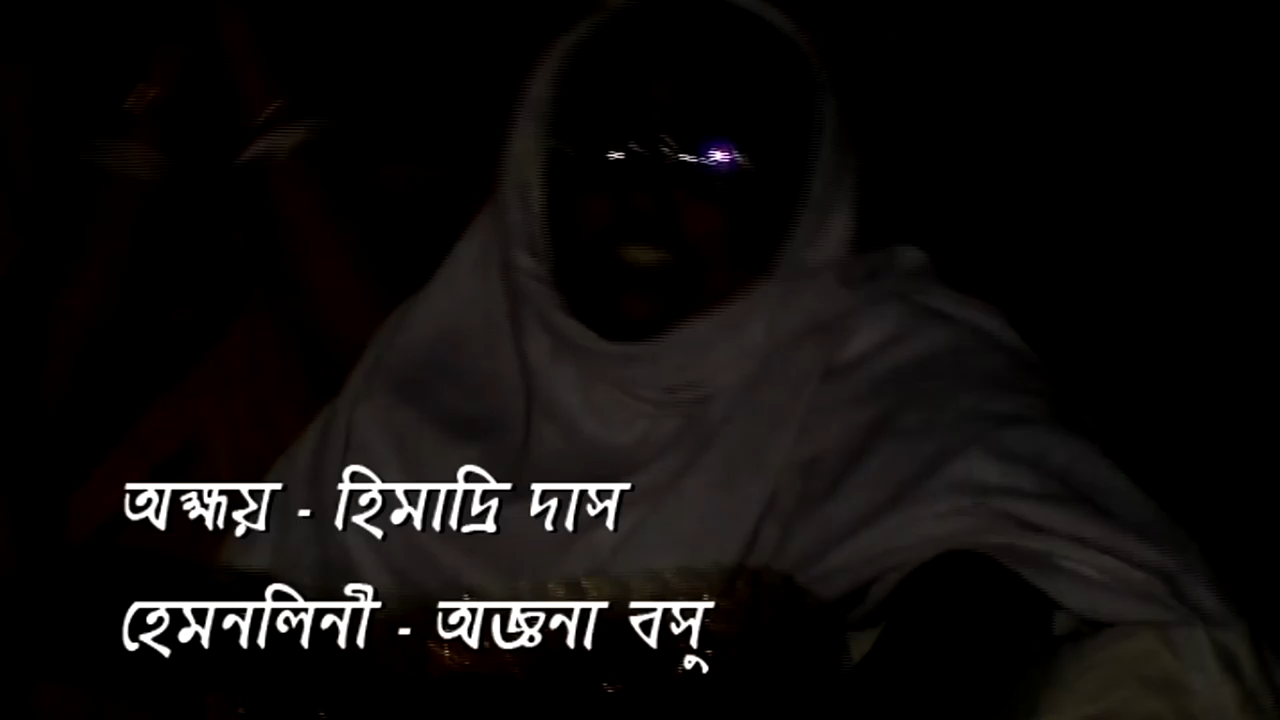 অক্ষয় - হিমাদ্রি দাস
হেমনলিনী - অঞ্জনা বসু